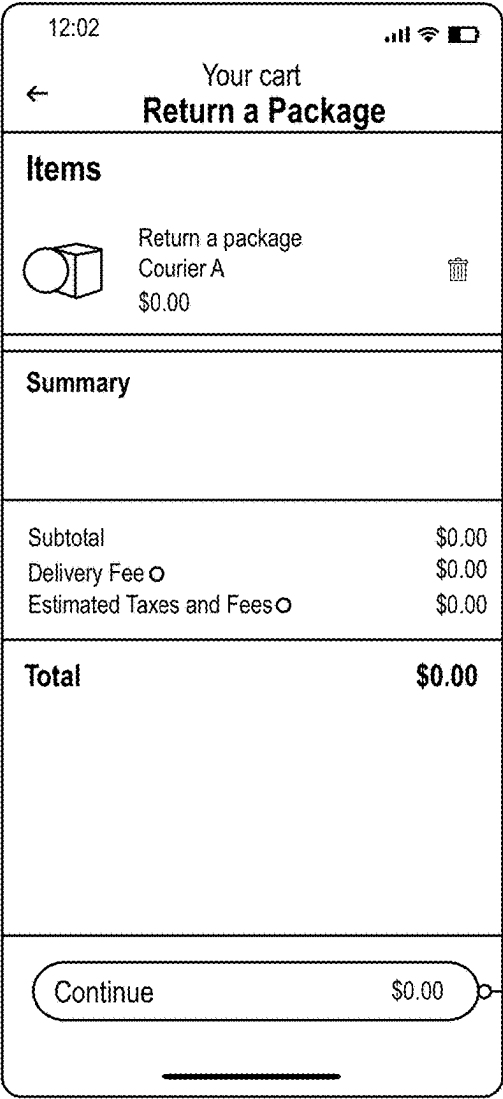 12:02
Your cart
Return a Package
Items
Return a package
Courier A
$0.00
Summary
Subtotal $0.00
Delivery Fee $0.00
Estimated Taxes and Fees $0.00
Total $0.00
Continue $0.00